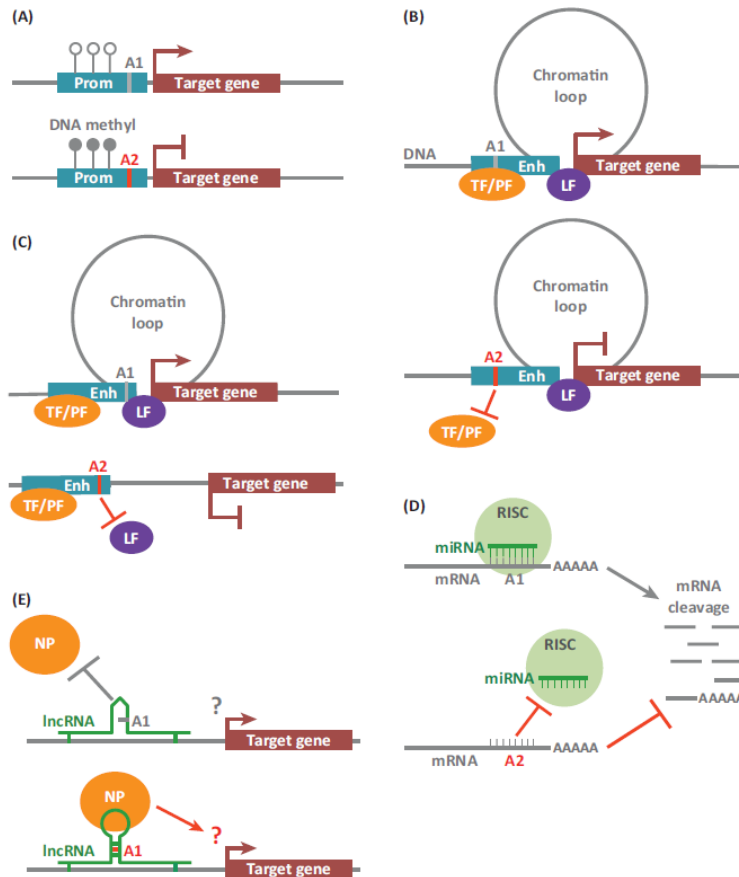 (A)
A1
Prom
Target gene
DNA methyl
A2
Prom
Target gene
(B)
Chromatin
loop
DNA
A1
Enh
TF/PF
LF
Target gene
Chromatin
loop
A2
Enh
TF/PF
LF
Target gene
(C)
Chromatin
loop
A1
Enh
TF/PF
LF
Target gene
A2
Enh
TF/PF
LF
Target gene
(D)
RISC
miRNA
mRNA
A1
AAAAA
mRNA
cleavage
AAAAA
RISC
miRNA
mRNA
A2
AAAAA
(E)
NP
lncRNA
A1
?
Target gene
NP
lncRNA
A1
?
Target gene